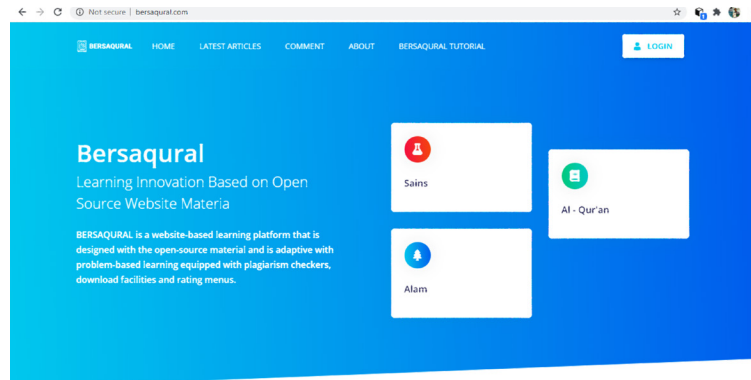 Not secure | bersaqural.com
BERSAQURAL HOME LATEST ARTICLES COMMENT ABOUT BERSAQURAL TUTORIAL LOGIN
Bersaqural
Learning Innovation Based on Open
Source Website Materia
BERSAQURAL is a website-based learning platform that is
designed with the open-source material and is adaptive with
problem-based learning equipped with plagiarism checkers,
download facilities and rating menus.
Sains
Al - Qur'an
Alam